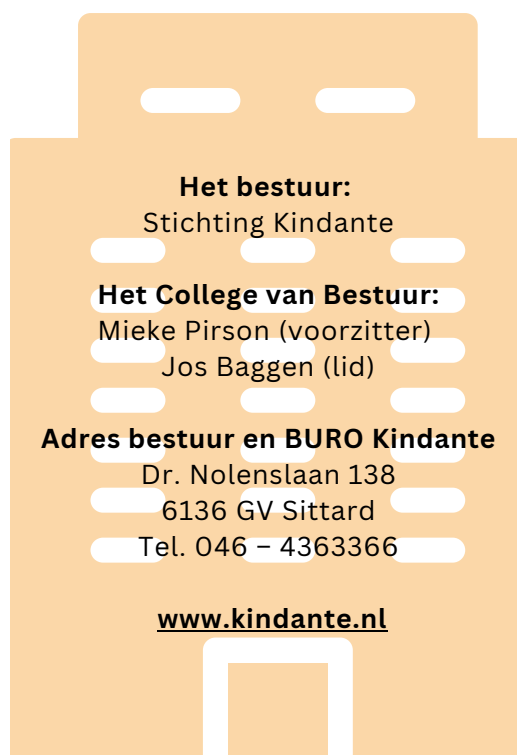 Het bestuur:
Stichting Kindante
Het College van Bestuur:
Mieke Pirson (voorzitter)
Jos Baggen (lid)
Adres bestuur en BURO Kindante
Dr. Nolenslaan 138
6136 GV Sittard
Tel. 046 – 4363366
www.kindante.nl